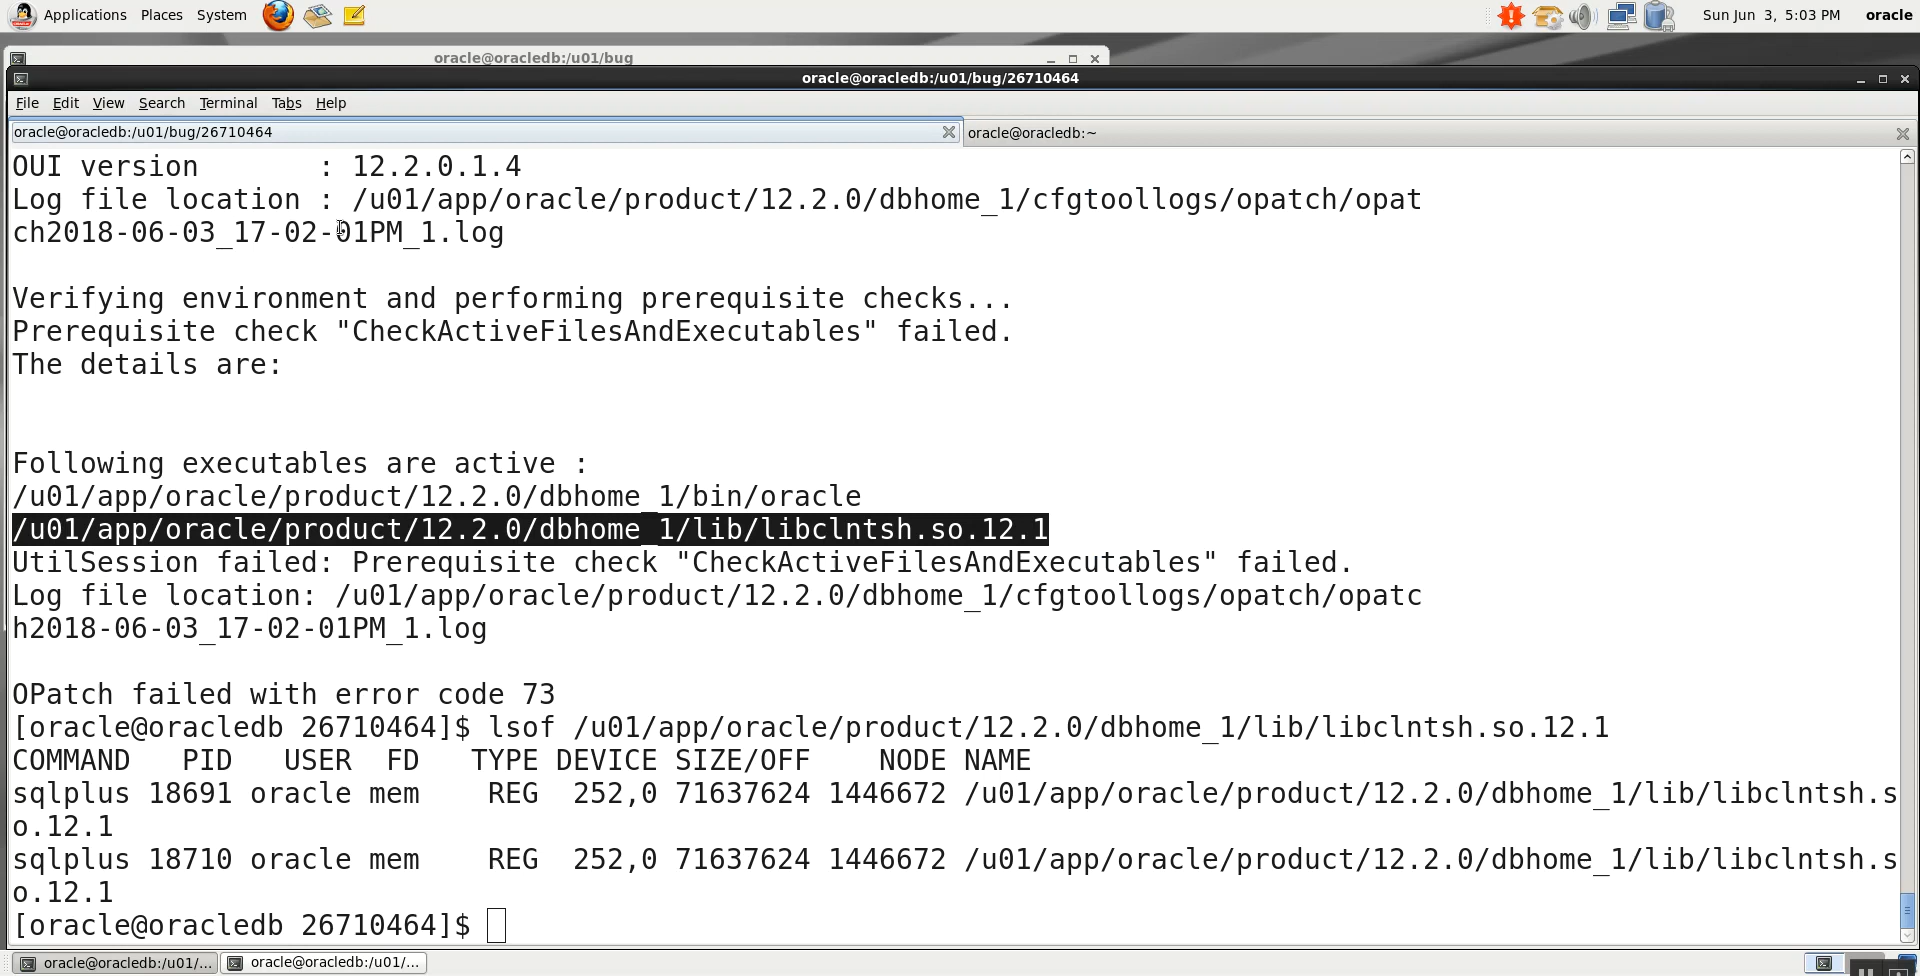 Applications Places System Sun Jun 3, 5:03 PM oracle
oracle@oracledb:/u01/bug
oracle@oracledb:/u01/bug/26710464
File Edit View Search Terminal Tabs Help
oracle@oracledb:/u01/bug/26710464 oracle@oracledb:~
OUI version       : 12.2.0.1.4
Log file location : /u01/app/oracle/product/12.2.0/dbhome_1/cfgtoollogs/opatch/opat
ch2018-06-03_17-02-01PM_1.log
Verifying environment and performing prerequisite checks...
Prerequisite check "CheckActiveFilesAndExecutables" failed.
The details are:
Following executables are active :
/u01/app/oracle/product/12.2.0/dbhome_1/bin/oracle
/u01/app/oracle/product/12.2.0/dbhome_1/lib/libclntsh.so.12.1
UtilSession failed: Prerequisite check "CheckActiveFilesAndExecutables" failed.
Log file location: /u01/app/oracle/product/12.2.0/dbhome_1/cfgtoollogs/opatch/opatc
h2018-06-03_17-02-01PM_1.log
OPatch failed with error code 73
[oracle@oracledb 26710464]$ lsof /u01/app/oracle/product/12.2.0/dbhome_1/lib/libclntsh.so.12.1
COMMAND   PID   USER  FD   TYPE DEVICE SIZE/OFF    NODE NAME
sqlplus 18691 oracle mem    REG  252,0 71637624 1446672 /u01/app/oracle/product/12.2.0/dbhome_1/lib/libclntsh.s
o.12.1
sqlplus 18710 oracle mem    REG  252,0 71637624 1446672 /u01/app/oracle/product/12.2.0/dbhome_1/lib/libclntsh.s
o.12.1
[oracle@oracledb 26710464]$
oracle@oracledb:/u01/... oracle@oracledb:/u01/...